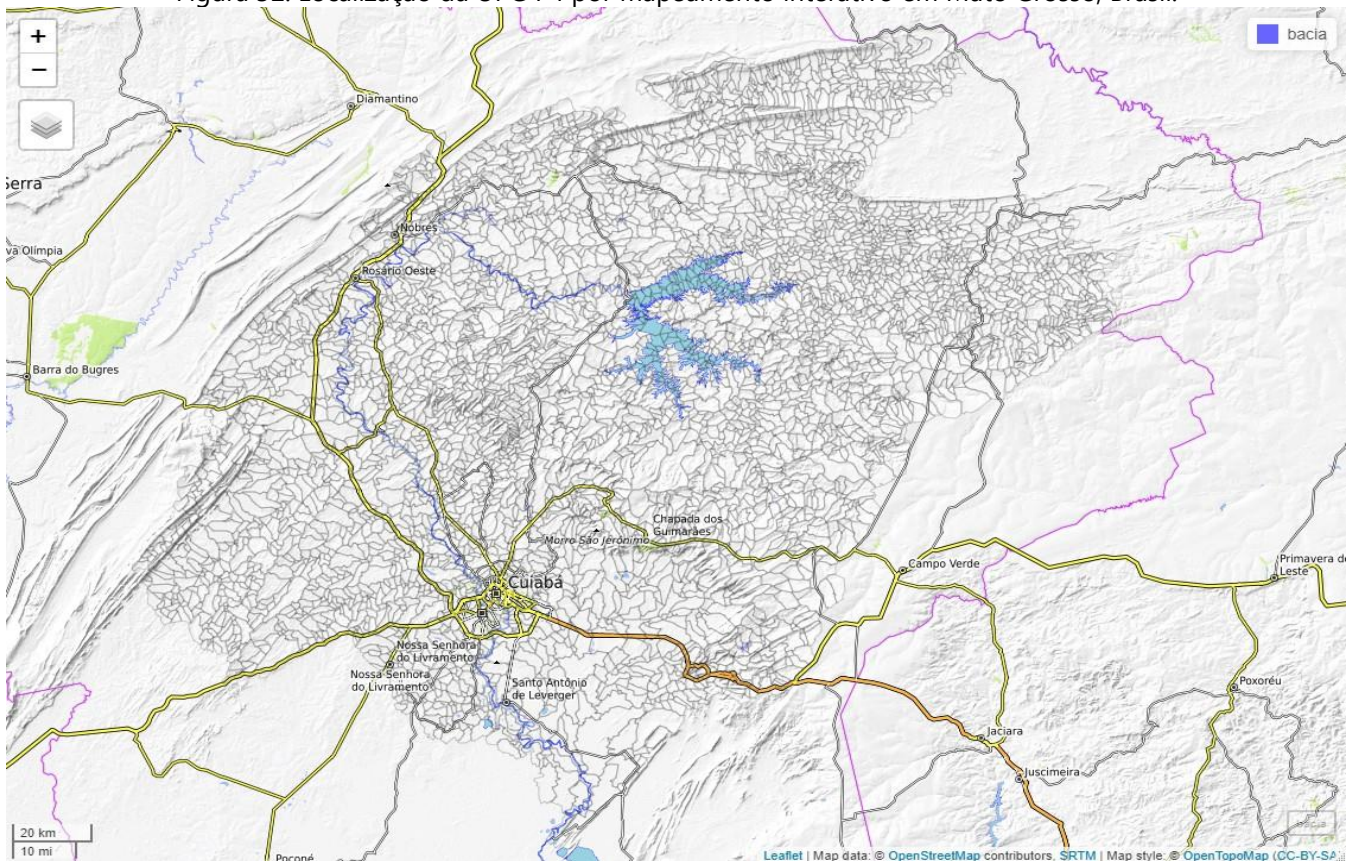 +
bacia
−
Diamantino
Serra
Nobres
va Olímpia
Rosário Oeste
Barra do Bugres
Chapada dos
Guimarães
Morro São Jerônimo
Campo Verde
Primavera de
Leste
Cuiabá
Nossa Senhora
do Livramento
Nossa Senhora
do Livramento
Santo Antônio
de Leverger
Poxoréu
Jaciara
Juscimeira
20 km
10 mi
Poconé
Leaflet | Map data: © OpenStreetMap contributors, SRTM | Map style: © OpenTopoMap (CC-BY-SA